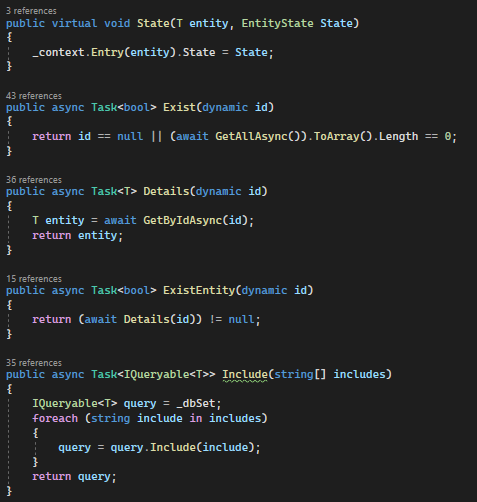 3 references
public virtual void State(T entity, EntityState State)
{
    _context.Entry(entity).State = State;
}
43 references
public async Task<bool> Exist(dynamic id)
{
    return id == null || (await GetAllAsync()).ToArray().Length == 0;
}
36 references
public async Task<T> Details(dynamic id)
{
    T entity = await GetByIdAsync(id);
    return entity;
}
15 references
public async Task<bool> ExistEntity(dynamic id)
{
    return (await Details(id)) != null;
}
35 references
public async Task<IQueryable<T>> Include(string[] includes)
{
    IQueryable<T> query = _dbSet;
    foreach (string include in includes)
    {
        query = query.Include(include);
    }
    return query;
}